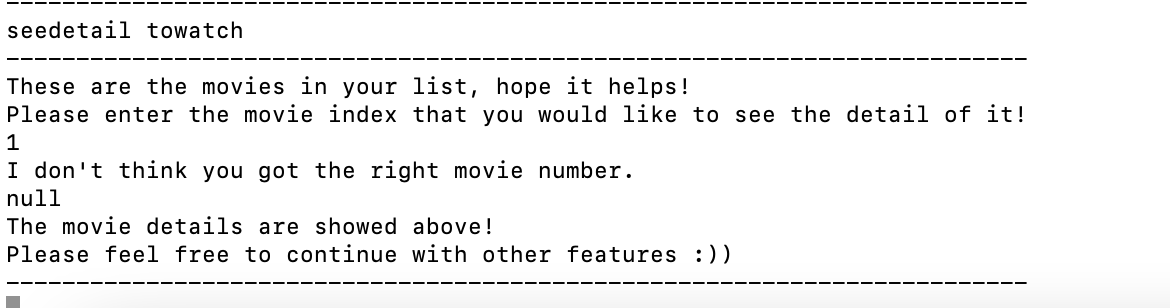 ------------------------------------------------------------------------
seedetail towatch
------------------------------------------------------------------------
These are the movies in your list, hope it helps!
Please enter the movie index that you would like to see the detail of it!
1
I don't think you got the right movie number.
null
The movie details are showed above!
Please feel free to continue with other features :))
------------------------------------------------------------------------